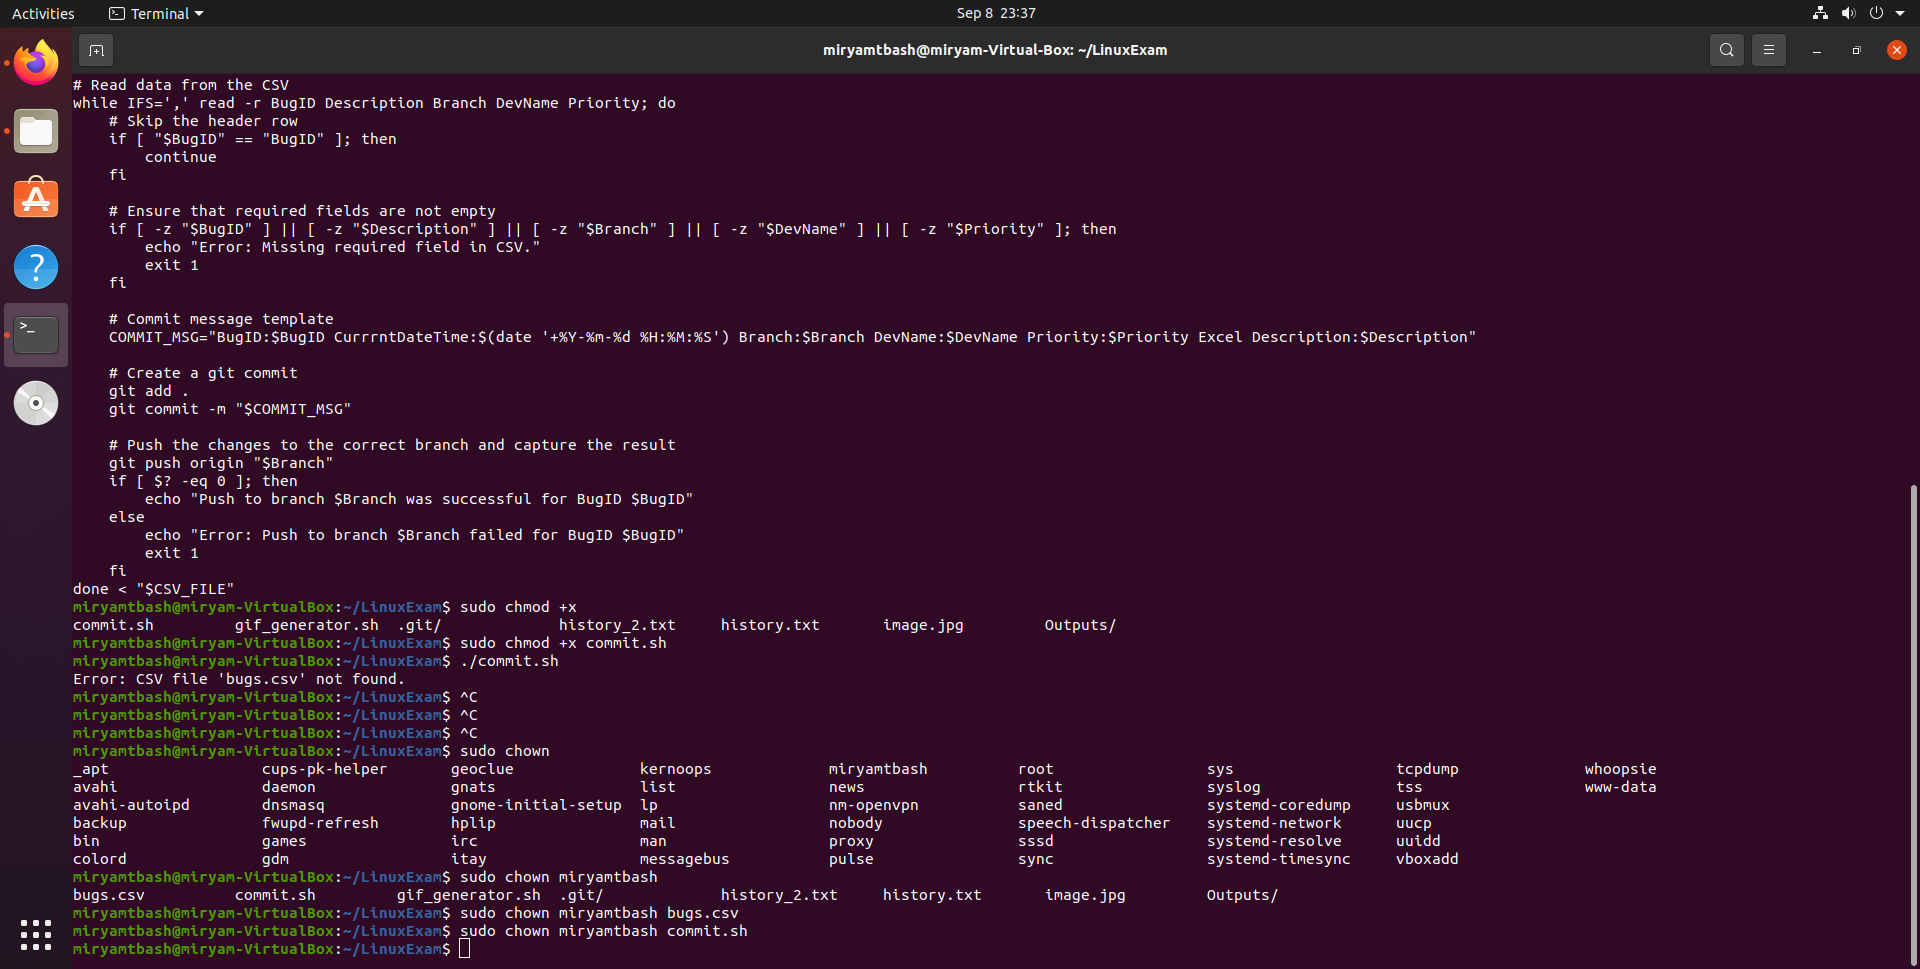 Activities
Terminal
Sep 8 23:37
miryamtbash@miryam-Virtual-Box: ~/LinuxExam
# Read data from the CSV
while IFS=',' read -r BugID Description Branch DevName Priority; do
    # Skip the header row
    if [ "$BugID" == "BugID" ]; then
        continue
    fi

    # Ensure that required fields are not empty
    if [ -z "$BugID" ] || [ -z "$Description" ] || [ -z "$Branch" ] || [ -z "$DevName" ] || [ -z "$Priority" ]; then
        echo "Error: Missing required field in CSV."
        exit 1
    fi

    # Commit message template
    COMMIT_MSG="BugID:$BugID CurrrntDateTime:$(date '+%Y-%m-%d %H:%M:%S') Branch:$Branch DevName:$DevName Priority:$Priority Excel Description:$Description"

    # Create a git commit
    git add .
    git commit -m "$COMMIT_MSG"

    # Push the changes to the correct branch and capture the result
    git push origin "$Branch"
    if [ $? -eq 0 ]; then
        echo "Push to branch $Branch was successful for BugID $BugID"
    else
        echo "Error: Push to branch $Branch failed for BugID $BugID"
        exit 1
    fi
done < "$CSV_FILE"
miryamtbash@miryam-VirtualBox:~/LinuxExam$ sudo chmod +x
commit.sh         gif_generator.sh  .git/             history_2.txt     history.txt       image.jpg         Outputs/
miryamtbash@miryam-VirtualBox:~/LinuxExam$ sudo chmod +x commit.sh
miryamtbash@miryam-VirtualBox:~/LinuxExam$ ./commit.sh
Error: CSV file 'bugs.csv' not found.
miryamtbash@miryam-VirtualBox:~/LinuxExam$ ^C
miryamtbash@miryam-VirtualBox:~/LinuxExam$ ^C
miryamtbash@miryam-VirtualBox:~/LinuxExam$ ^C
miryamtbash@miryam-VirtualBox:~/LinuxExam$ sudo chown
_apt                 cups-pk-helper       geoclue              kernoops             miryamtbash          root                 sys                  tcpdump              whoopsie
avahi                daemon               gnats                list                 news                 rtkit                syslog               tss                  www-data
avahi-autoipd        dnsmasq              gnome-initial-setup  lp                   nm-openvpn           saned                systemd-coredump     usbmux
backup               fwupd-refresh        hplip                mail                 nobody               speech-dispatcher    systemd-network      uucp
bin                  games                irc                  man                  proxy                sssd                 systemd-resolve      uuidd
colord               gdm                  itay                 messagebus           pulse                sync                 systemd-timesync     vboxadd
miryamtbash@miryam-VirtualBox:~/LinuxExam$ sudo chown miryamtbash
bugs.csv          commit.sh         gif_generator.sh  .git/             history_2.txt     history.txt       image.jpg         Outputs/
miryamtbash@miryam-VirtualBox:~/LinuxExam$ sudo chown miryamtbash bugs.csv
miryamtbash@miryam-VirtualBox:~/LinuxExam$ sudo chown miryamtbash commit.sh
miryamtbash@miryam-VirtualBox:~/LinuxExam$